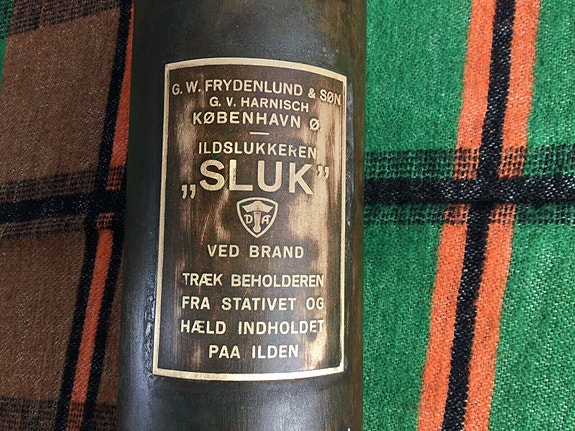 G. W. FRYDENLUND & SØN
G. V. HARNISCH
KØBENHAVN Ø.
ILDSLUKKEREN
„SLUK”
D A
VED BRAND
TRÆK BEHOLDEREN
FRA STATIVET OG
HÆLD INDHOLDET
PAA ILDEN